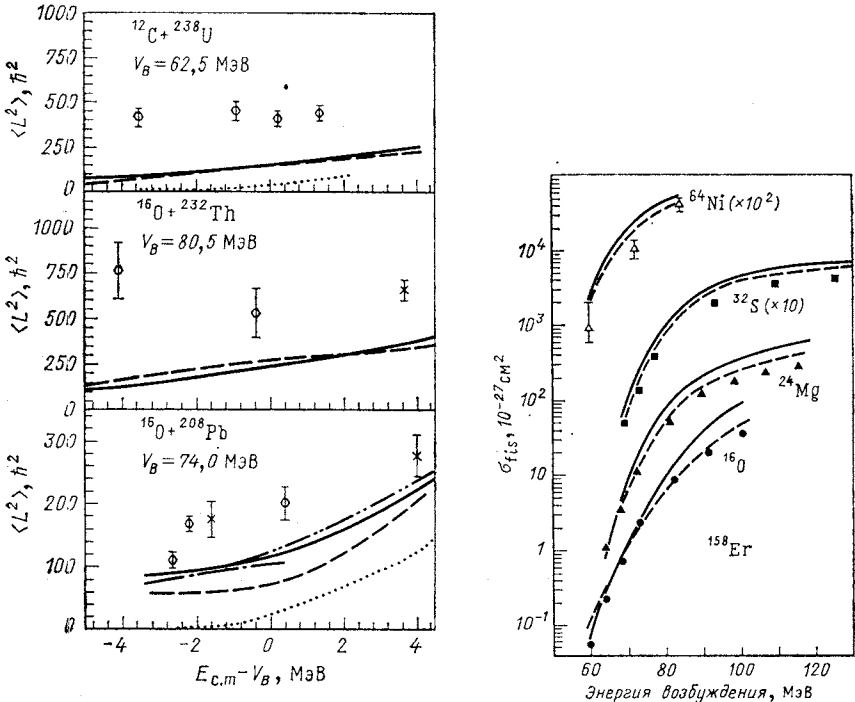 1000
750
500
250
0
⟨L²⟩, ℏ²
¹²C+²³⁸U
V_B=62,5 МэВ
1000
750
500
250
0
⟨L²⟩, ℏ²
¹⁶O+²³²Th
V_B=80,5 МэВ
300
200
100
0
⟨L²⟩, ℏ²
¹⁶O+²⁰⁸Pb
V_B=74,0 МэВ
-4 -2 0 2 4
E_c.m-V_B, МэВ
10⁴
10³
10²
10
1
10⁻¹
σ_fis, 10⁻²⁷см²
⁶⁴Ni(×10²)
³²S(×10)
²⁴Mg
¹⁶O
¹⁵⁸Er
60 80 100 120
Энергия возбуждения, МэВ